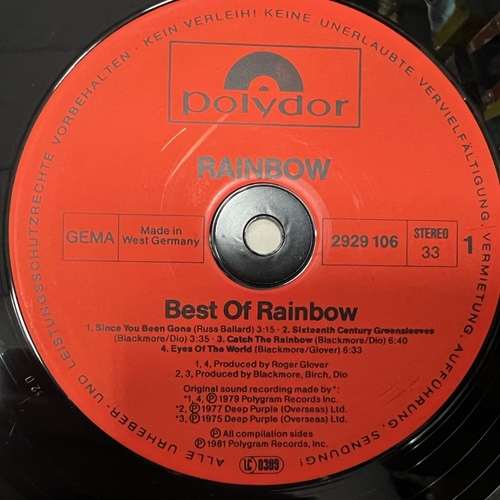 ALLE URHEBER- UND LEISTUNGSSCHUTZRECHTE VORBEHALTEN · KEIN VERLEIH! KEINE UNERLAUBTE VERVIELFÄLTIGUNG, VERMIETUNG, AUFFÜHRUNG, SENDUNG!
polydor
RAINBOW
GEMA
Made in
West Germany
2929 106
STEREO
33
1
Best Of Rainbow
1. Since You Been Gone (Russ Ballard) 3:15 · 2. Sixteenth Century Greensleeves
(Blackmore/Dio) 3:35 · 3. Catch The Rainbow (Blackmore/Dio) 6:40
4. Eyes Of The World (Blackmore/Glover) 6:33
1, 4, Produced by Roger Glover
2, 3, Produced by Blackmore, Birch, Dio
Original sound recording made by*:
*1, 4, Ⓟ 1979 Polygram Records Inc.
*2, Ⓟ 1977 Deep Purple (Overseas) Ltd.
*3, Ⓟ 1975 Deep Purple (Overseas) Ltd.
Ⓟ All compilation sides
Ⓟ 1981 Polygram Records Inc.
LC 0309